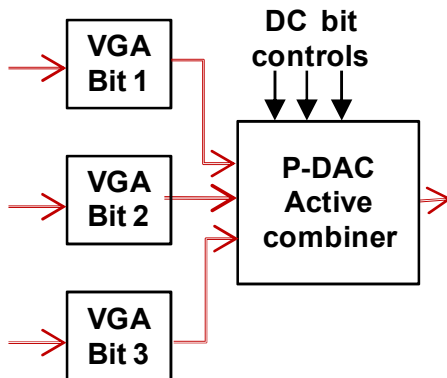 VGA
Bit 1
DC bit
controls
VGA
Bit 2
P-DAC
Active
combiner
VGA
Bit 3